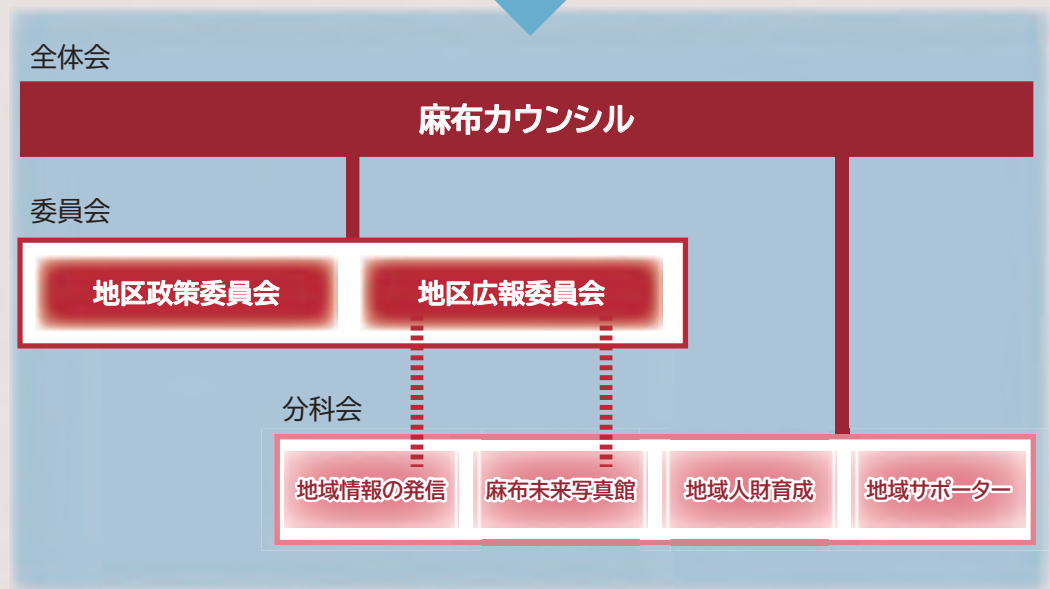 全体会
麻布カウンシル
委員会
地区政策委員会
地区広報委員会
分科会
地域情報の発信
麻布未来写真館
地域人財育成
地域サポーター